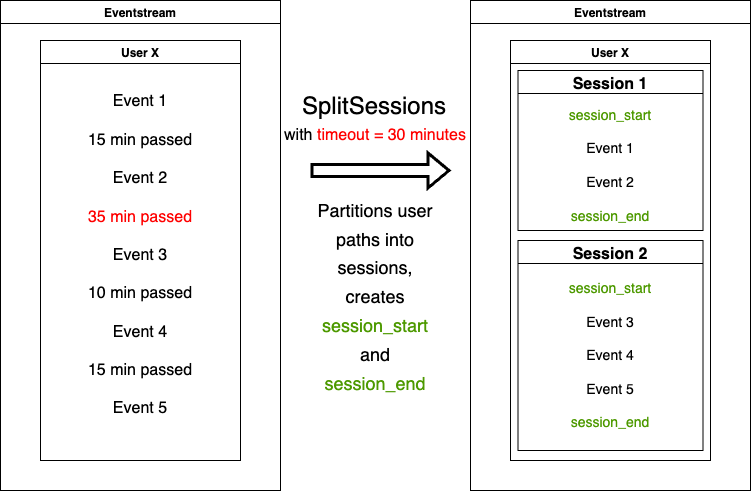 Eventstream
User X
Event 1
15 min passed
Event 2
35 min passed
Event 3
10 min passed
Event 4
15 min passed
Event 5
SplitSessions
with timeout = 30 minutes
Partitions user
paths into
sessions,
creates
session_start
and
session_end
Eventstream
User X
Session 1
session_start
Event 1
Event 2
session_end
Session 2
session_start
Event 3
Event 4
Event 5
session_end